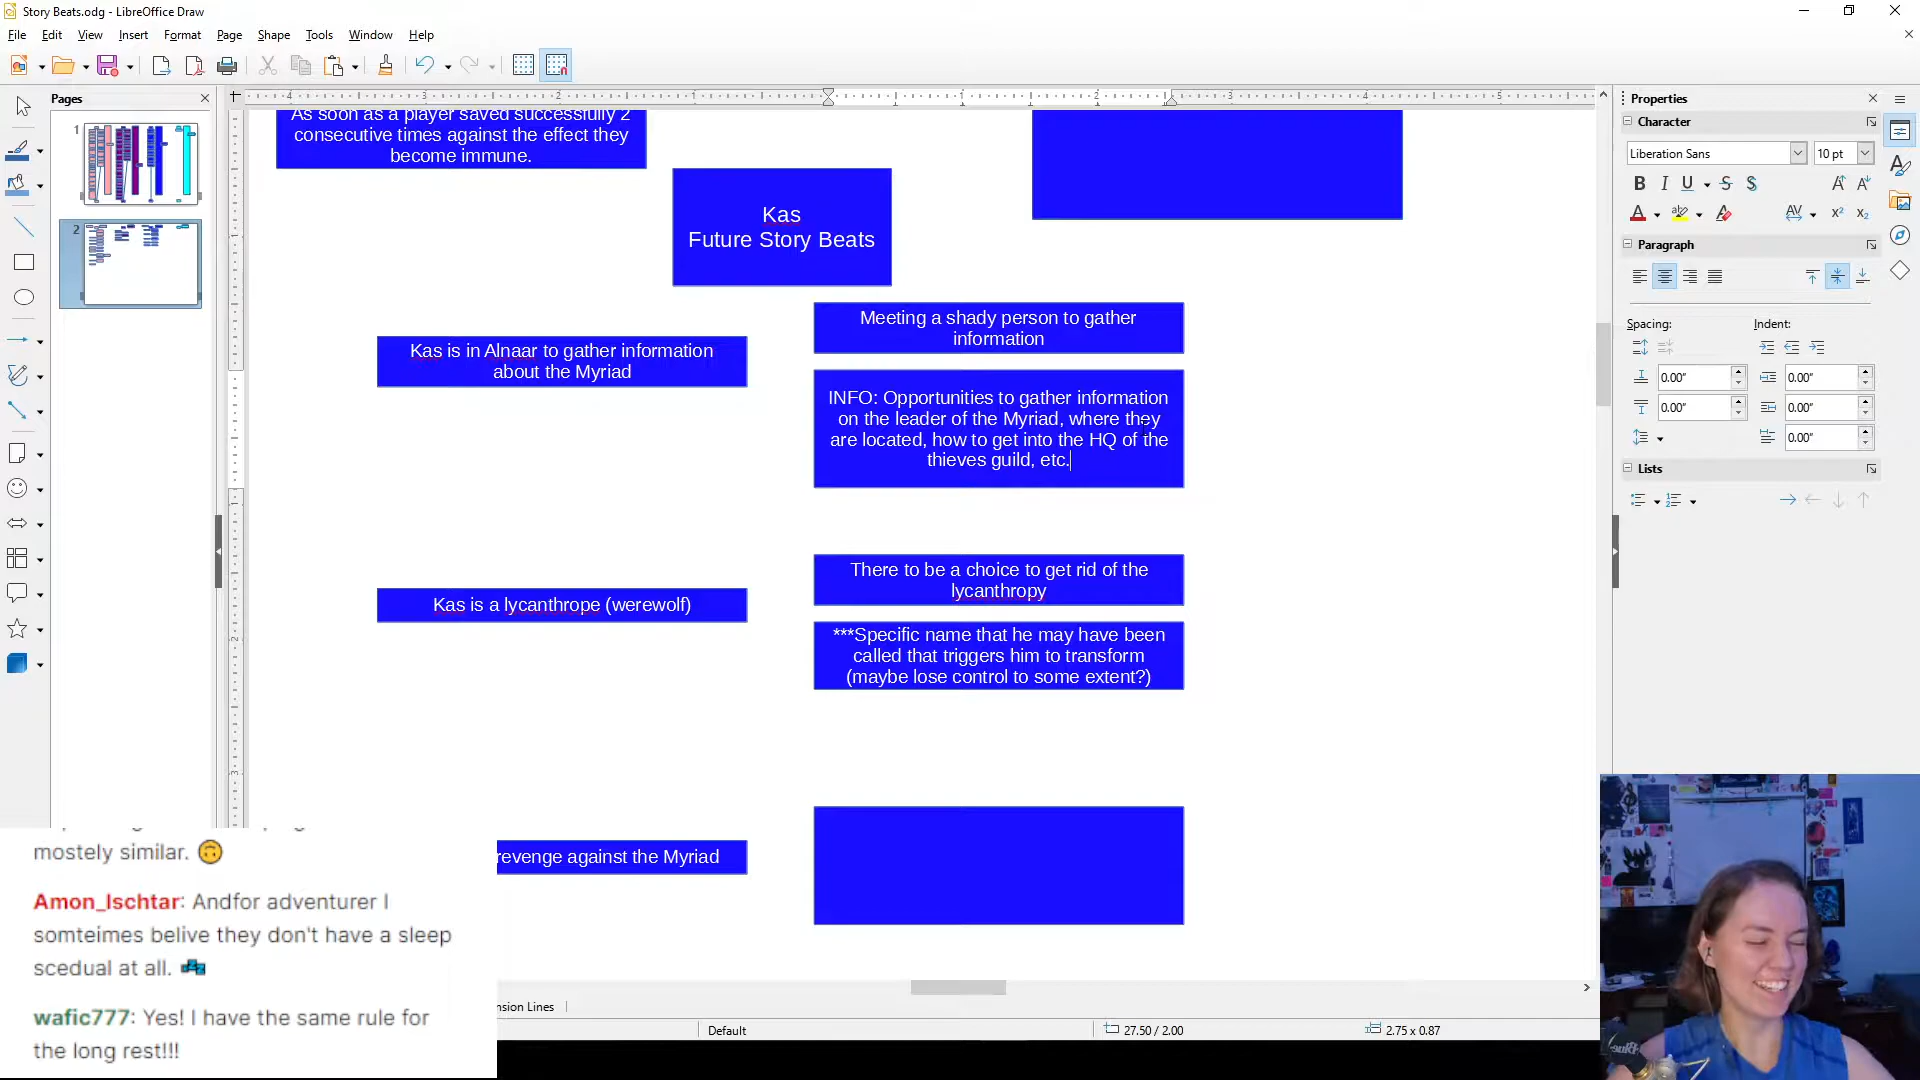 Story Beats.odg - LibreOffice Draw
File Edit View Insert Format Page Shape Tools Window Help
Pages
1
2
As soon as a player saved successfully 2
consecutive times against the effect they
become immune.
Kas
Future Story Beats
Meeting a shady person to gather
information
Kas is in Alnaar to gather information
about the Myriad
INFO: Opportunities to gather information
on the leader of the Myriad, where they
are located, how to get into the HQ of the
thieves guild, etc.
There to be a choice to get rid of the
lycanthropy
Kas is a lycanthrope (werewolf)
***Specific name that he may have been
called that triggers him to transform
(maybe lose control to some extent?)
revenge against the Myriad
Properties
Character
Liberation Sans
10 pt
Paragraph
Spacing: Indent:
0.00" 0.00"
0.00" 0.00"
0.00"
Lists
mostely similar. 🙃
Amon_Ischtar: Andfor adventurer I
somteimes belive they don't have a sleep
scedual at all. 💤
wafic777: Yes! I have the same rule for
the long rest!!!
nsion Lines
Default
27.50 / 2.00
2.75 x 0.87